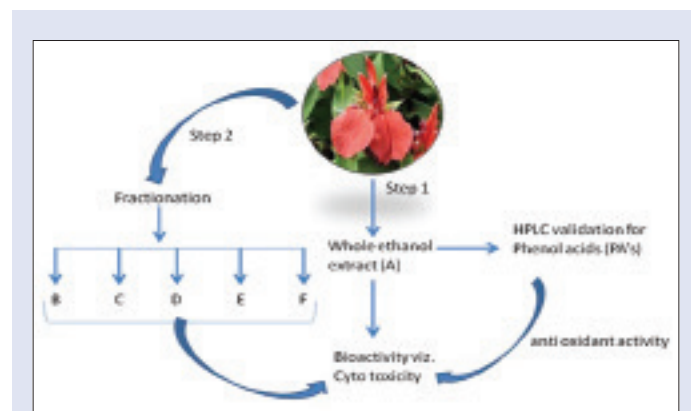 Step 2
Step 1
Fractionation
Whole ethanol
extract (A)
HPLC validation for
Phenol acids (PA's)
B C D E F
anti oxidant activity
Bioactivity viz.
Cyto toxicity